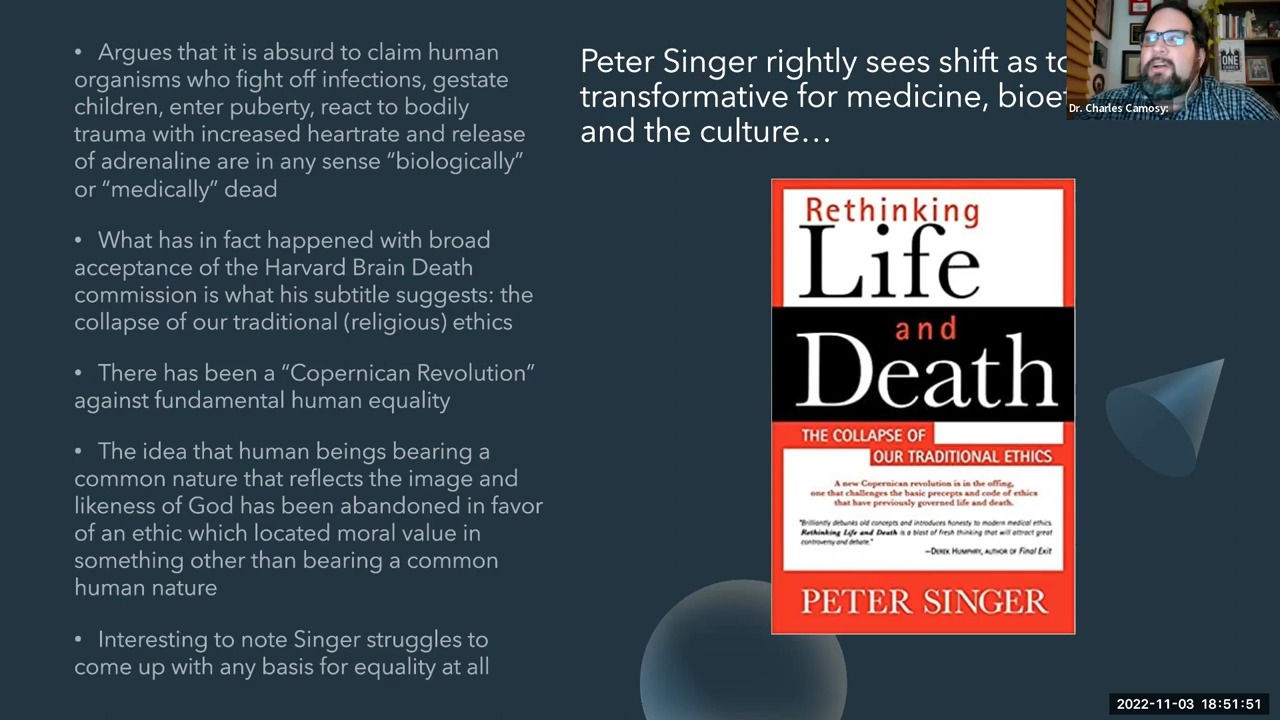 • Argues that it is absurd to claim human
organisms who fight off infections, gestate
children, enter puberty, react to bodily
trauma with increased heartrate and release
of adrenaline are in any sense “biologically”
or “medically” dead
• What has in fact happened with broad
acceptance of the Harvard Brain Death
commission is what his subtitle suggests: the
collapse of our traditional (religious) ethics
• There has been a “Copernican Revolution”
against fundamental human equality
• The idea that human beings bearing a
common nature that reflects the image and
likeness of God been abandoned in favor
of an ethic which located moral value in
something other than bearing a common
human nature
• Interesting to note Singer struggles to
come up with any basis for equality at all
Peter Singer rightly sees shift as
transformative for medicine,
and the culture…
Dr. Charles Camosy:
ONE
Rethinking
Life
and
Death
THE COLLAPSE OF
OUR TRADITIONAL ETHICS
A new Copernican revolution is in the offing,
one that challenges the basic precepts and code of ethics
that have previously governed life and death.
"Brilliantly debunks old concepts and introduces honesty to modern medical ethics.
Rethinking Life and Death is a blast of fresh thinking that will attract great
controversy and debate."
—DEREK HUMPHRY, AUTHOR OF Final Exit
PETER SINGER
2022-11-03 18:51:51